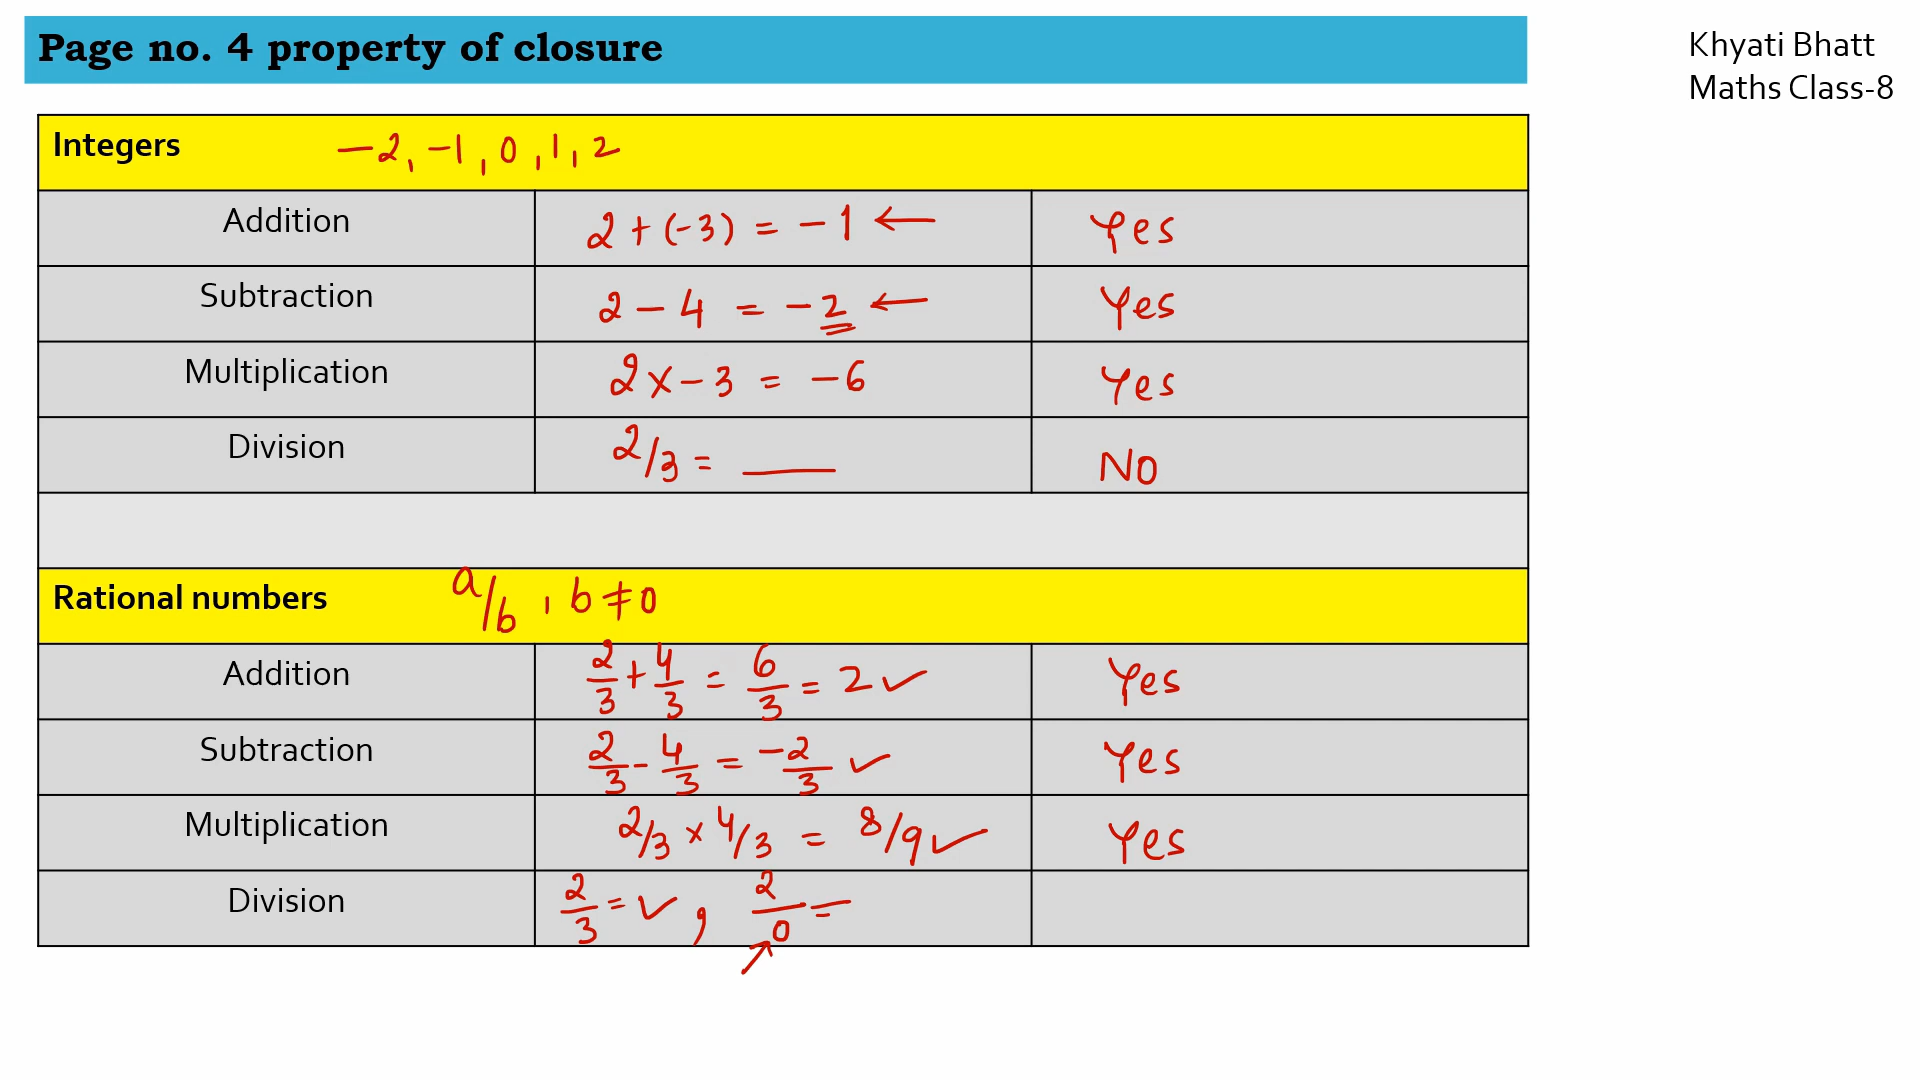 Page no. 4 property of closure
Khyati Bhatt
Maths Class-8
Integers -2, -1, 0, 1, 2
Addition 2 + (-3) = -1 ← Yes
Subtraction 2 - 4 = -2 ← Yes
Multiplication 2 x - 3 = -6 Yes
Division 2/3 = ___ NO
Rational numbers a/b, b ≠ 0
Addition 2/3 + 4/3 = 6/3 = 2 ✓ Yes
Subtraction 2/3 - 4/3 = -2/3 ✓ Yes
Multiplication 2/3 x 4/3 = 8/9 ✓ Yes
Division 2/3 = ✓, 2/0 =